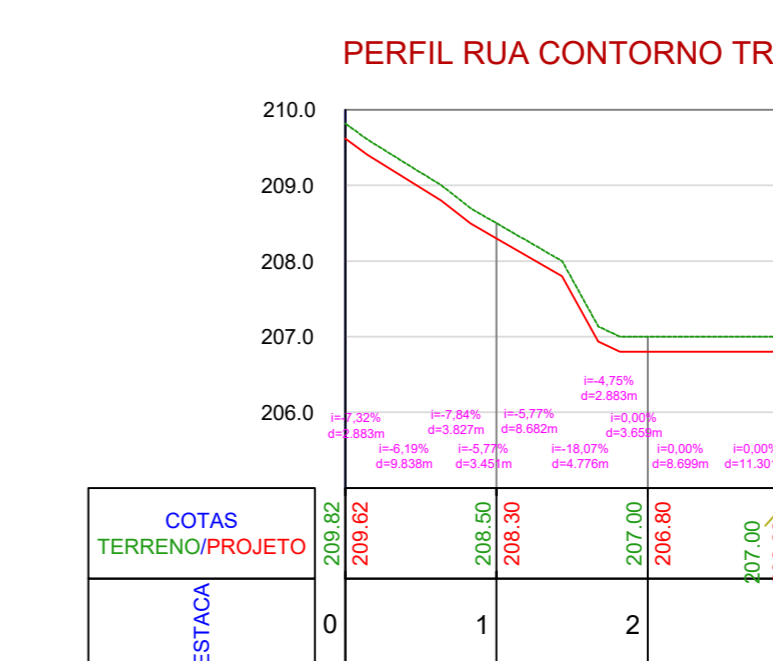 PERFIL RUA CONTORNO TR
210.0
209.0
208.0
207.0
206.0
i=-7,32%
d=2.883m
i=-6,19%
d=9.838m
i=-7,84%
d=3.827m
i=-5,77%
d=3.451m
i=-5,77%
d=8.682m
i=-18,07%
d=4.776m
i=-4,75%
d=2.883m
i=0,00%
d=3.659m
i=0,00%
d=8.699m
i=0,00%
d=11.301
COTAS
TERRENO/PROJETO
209.82
209.62
208.50
208.30
207.00
206.80
207.00
ESTACA
0
1
2